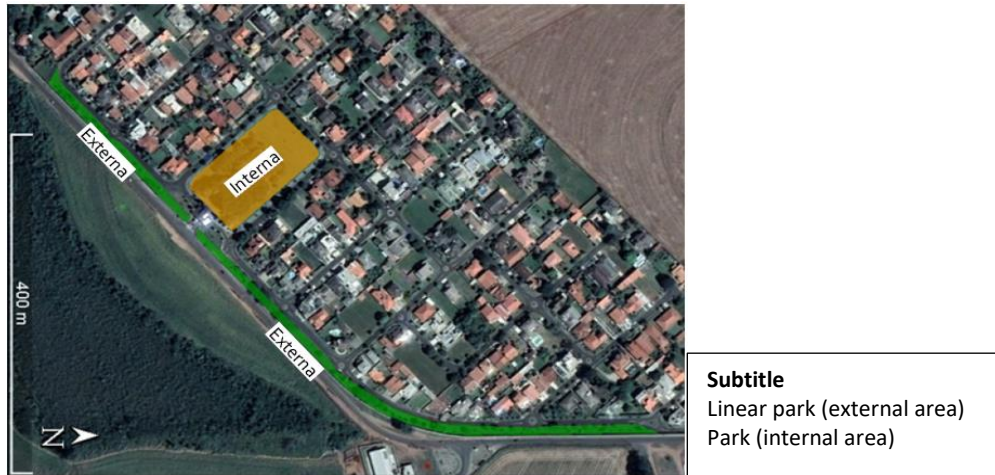 Externa
Interna
Externa
400 m
N
Subtitle
Linear park (external area)
Park (internal area)